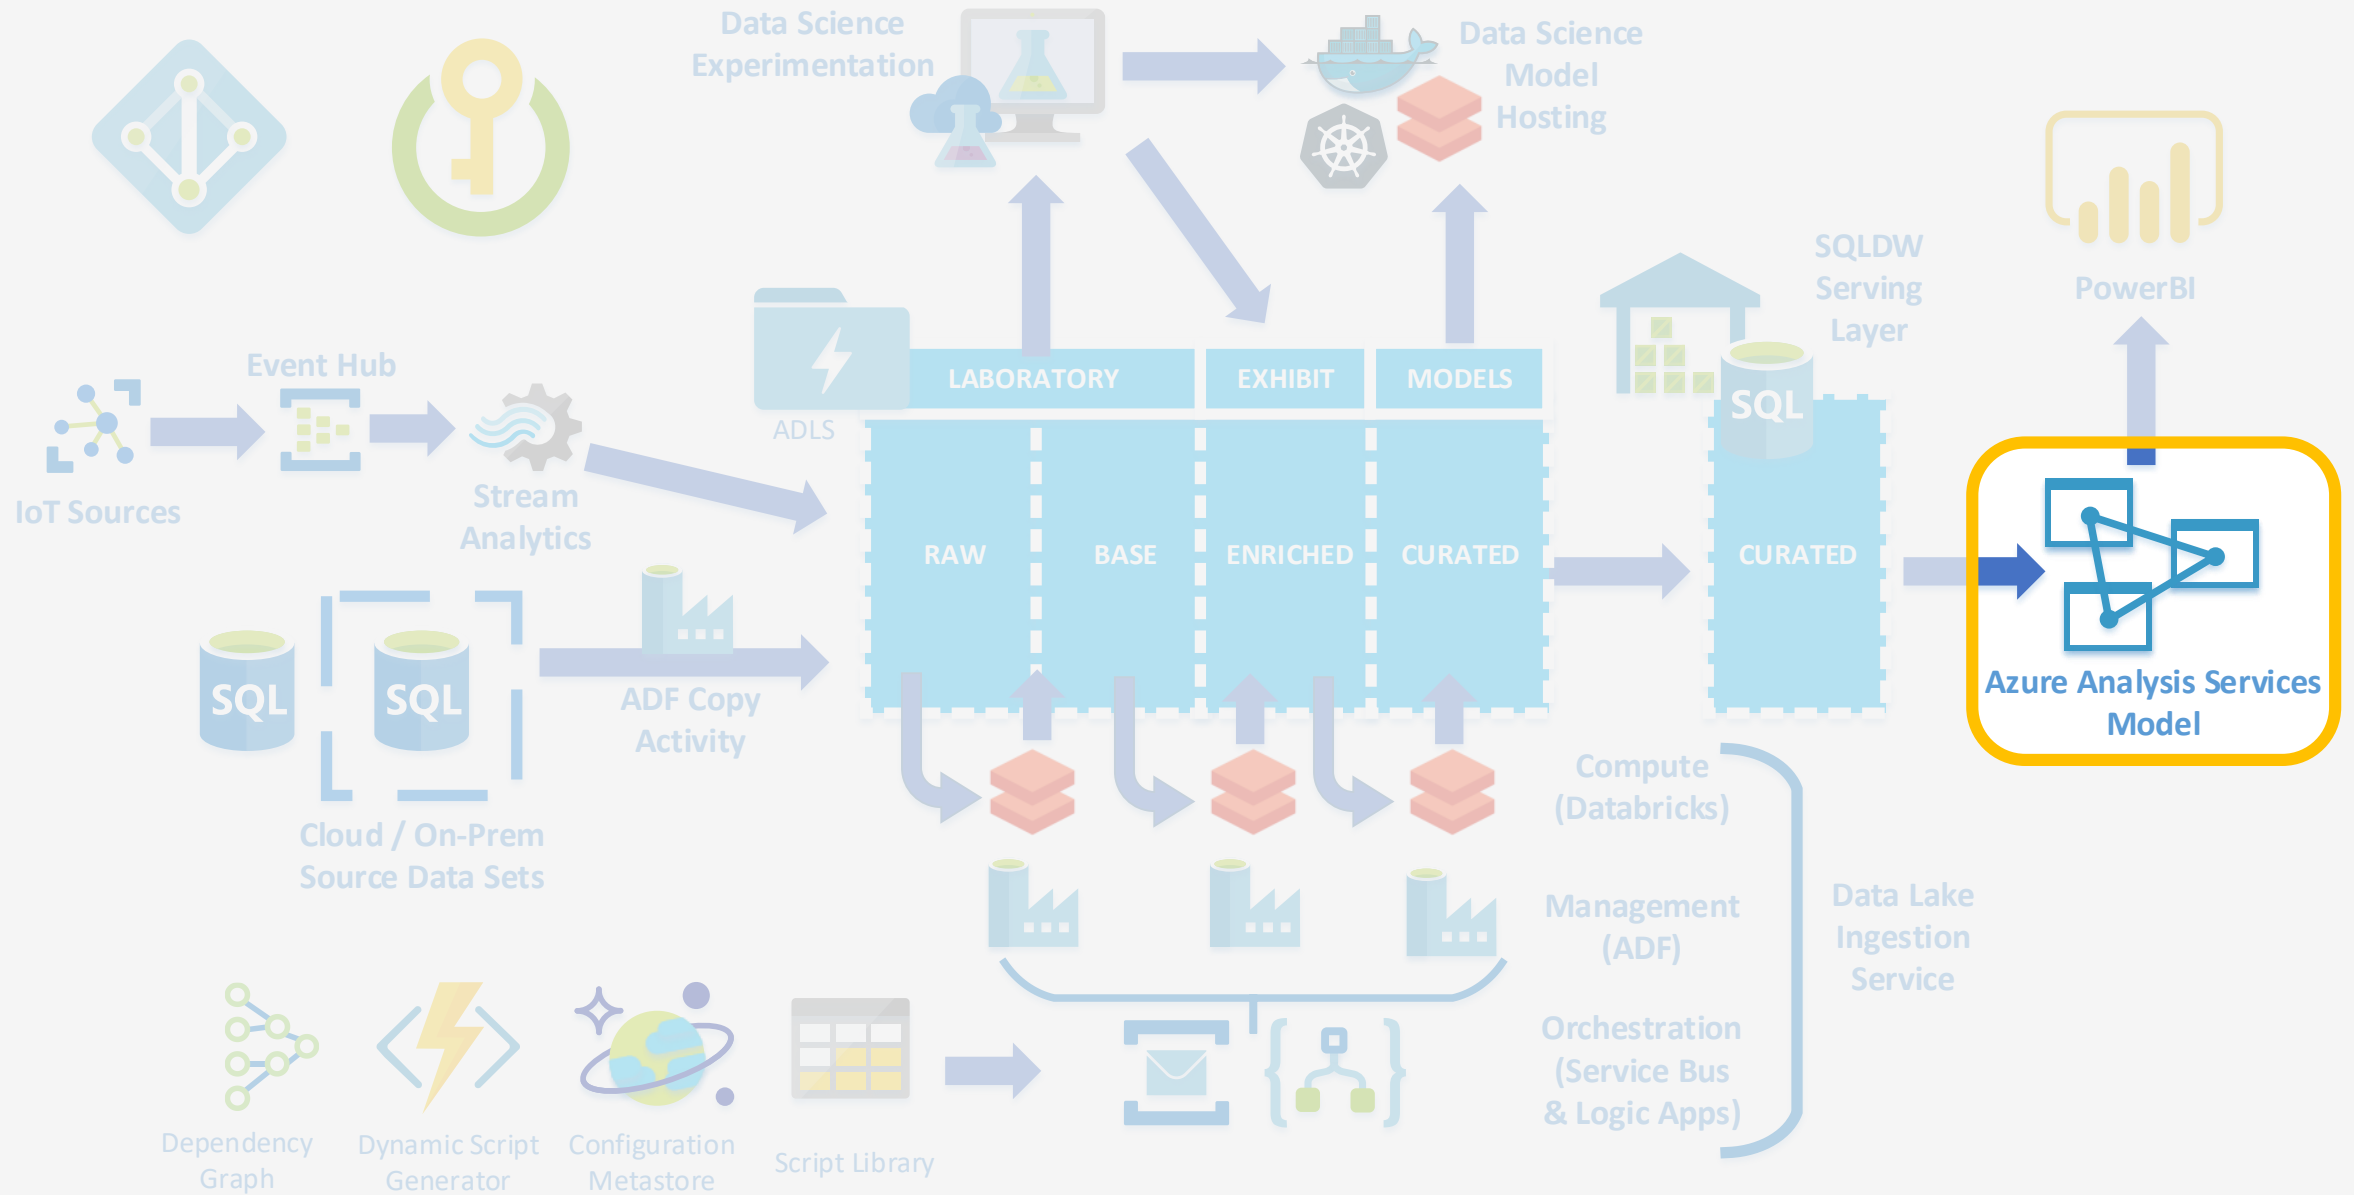 Data Science
Experimentation
Data Science
Model
Hosting
SQLDW
Serving
Layer
PowerBI
Event Hub
IoT Sources
Stream
Analytics
ADLS
LABORATORY
EXHIBIT
MODELS
RAW
BASE
ENRICHED
CURATED
SQL
CURATED
Azure Analysis Services
Model
SQL
SQL
ADF Copy
Activity
Cloud / On-Prem
Source Data Sets
Compute
(Databricks)
Management
(ADF)
Orchestration
(Service Bus
& Logic Apps)
Data Lake
Ingestion
Service
Dependency
Graph
Dynamic Script
Generator
Configuration
Metastore
Script Library